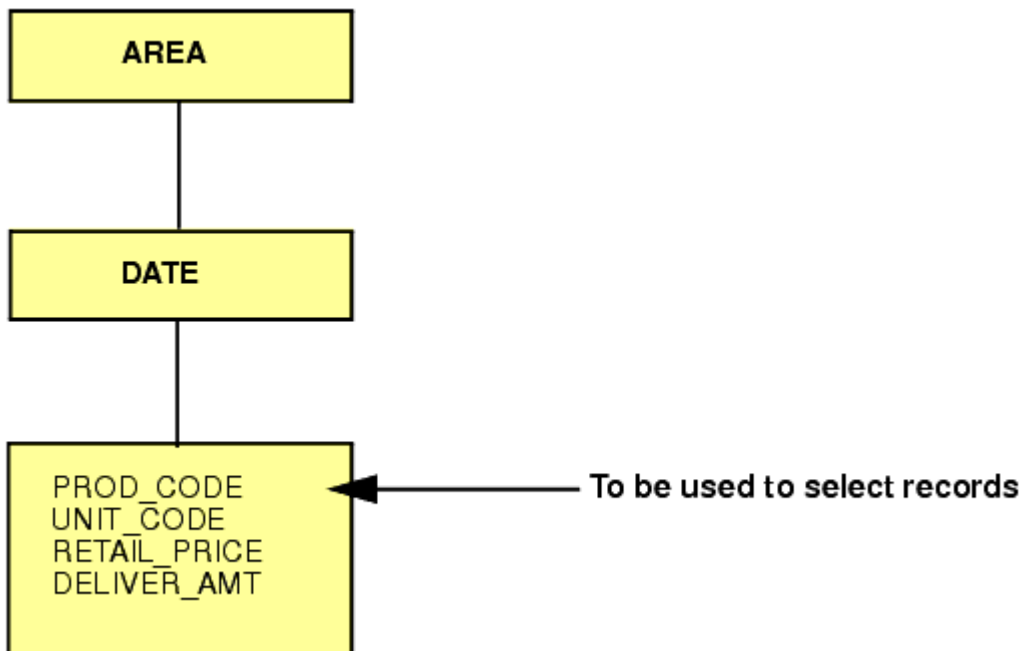 AREA
DATE
PROD_CODE
To be used to select records
UNIT_CODE
RETAIL_PRICE
DELIVER_AMT